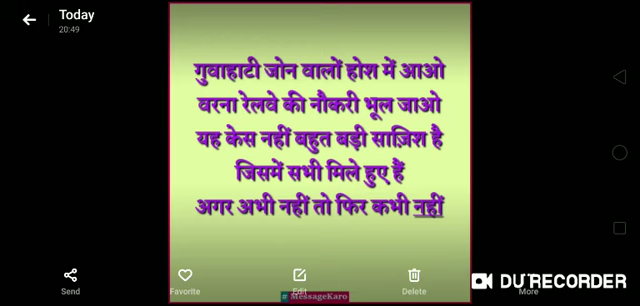 Today
20:49
गुवाहाटी जोन वालों होश में आओ
वरना रेलवे की नौकरी भूल जाओ
यह केस नहीं बहुत बड़ी साज़िश है
जिसमें सभी मिले हुए हैं
अगर अभी नहीं तो फिर कभी नहीं
# MessageKaro
Send
Favorite
Edit
Delete
More
DU RECORDER